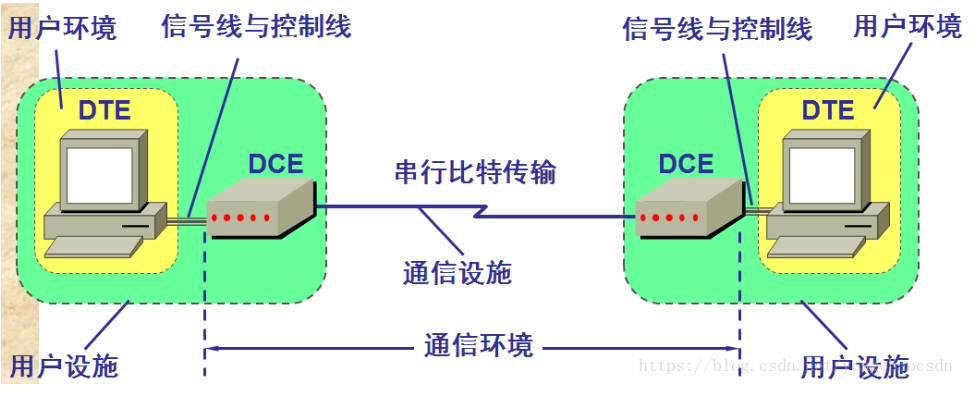 用户环境
信号线与控制线
信号线与控制线
用户环境
DTE
DTE
DCE
DCE
串行比特传输
通信设施
通信环境
用户设施
用户设施
https://blog.csdn.
ocsdn